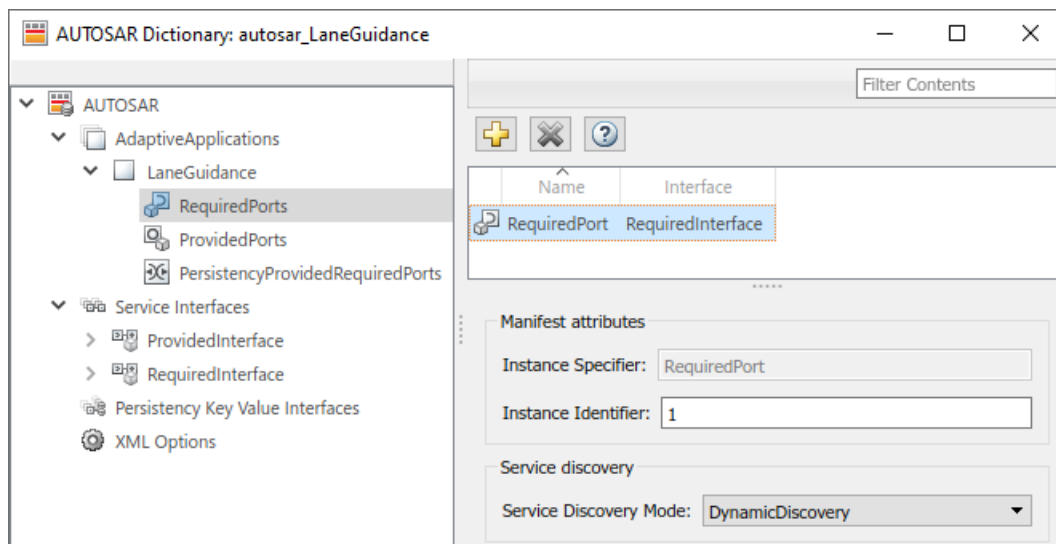 AUTOSAR Dictionary: autosar_LaneGuidance
Filter Contents
AUTOSAR
AdaptiveApplications
LaneGuidance
RequiredPorts
ProvidedPorts
PersistencyProvidedRequiredPorts
Service Interfaces
ProvidedInterface
RequiredInterface
Persistency Key Value Interfaces
XML Options
Name Interface
RequiredPort RequiredInterface
Manifest attributes
Instance Specifier: RequiredPort
Instance Identifier: 1
Service discovery
Service Discovery Mode: DynamicDiscovery